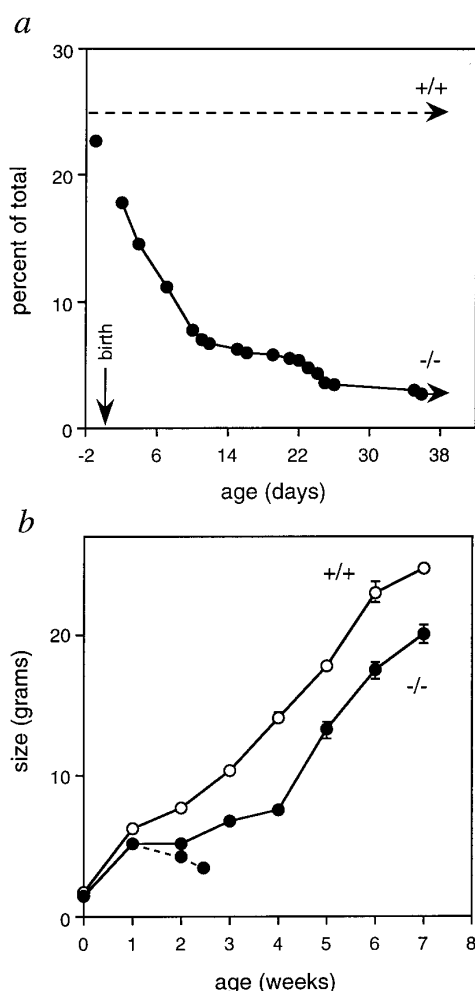 a
30
20
10
0
percent of total
+/+
-/-
birth
-2 6 14 22 30 38
age (days)
b
20
10
0
size (grams)
+/+
-/-
0 1 2 3 4 5 6 7 8
age (weeks)